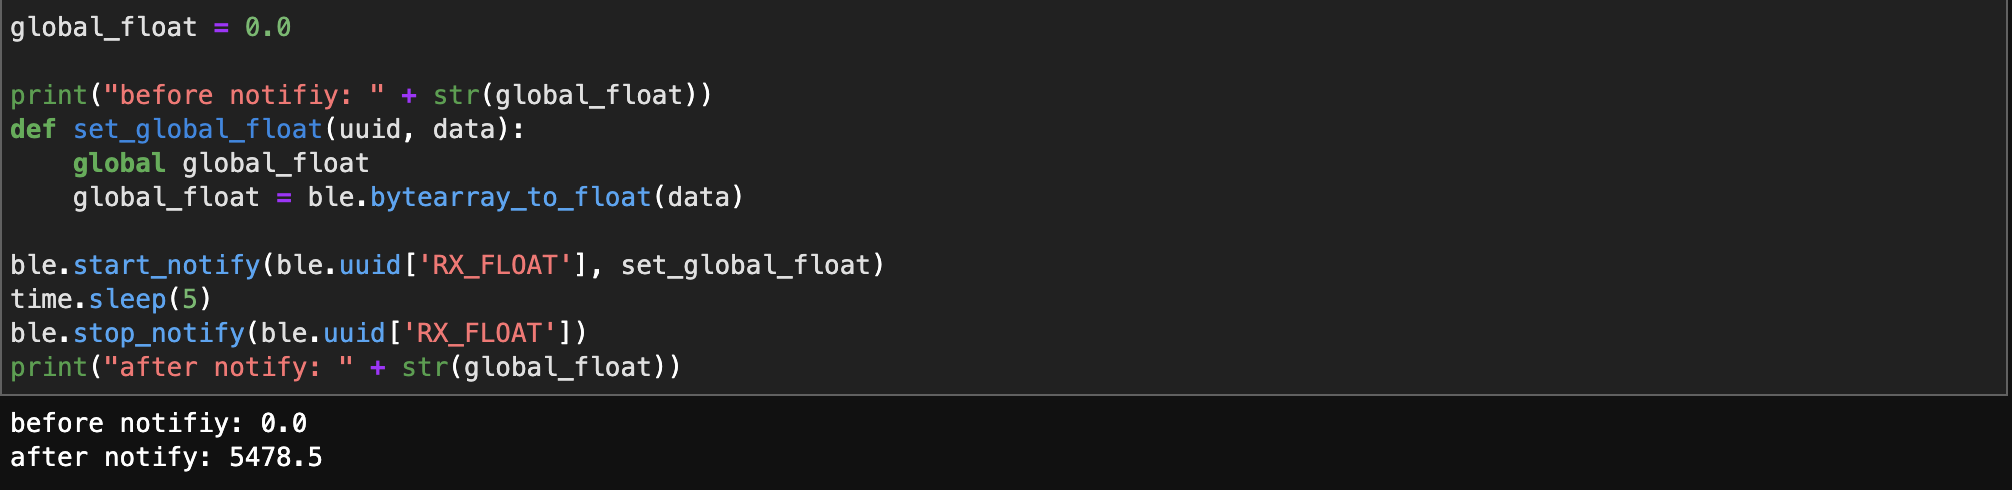 global_float = 0.0
print("before notifiy: " + str(global_float))
def set_global_float(uuid, data):
    global global_float
    global_float = ble.bytearray_to_float(data)
ble.start_notify(ble.uuid['RX_FLOAT'], set_global_float)
time.sleep(5)
ble.stop_notify(ble.uuid['RX_FLOAT'])
print("after notify: " + str(global_float))
before notifiy: 0.0
after notify: 5478.5